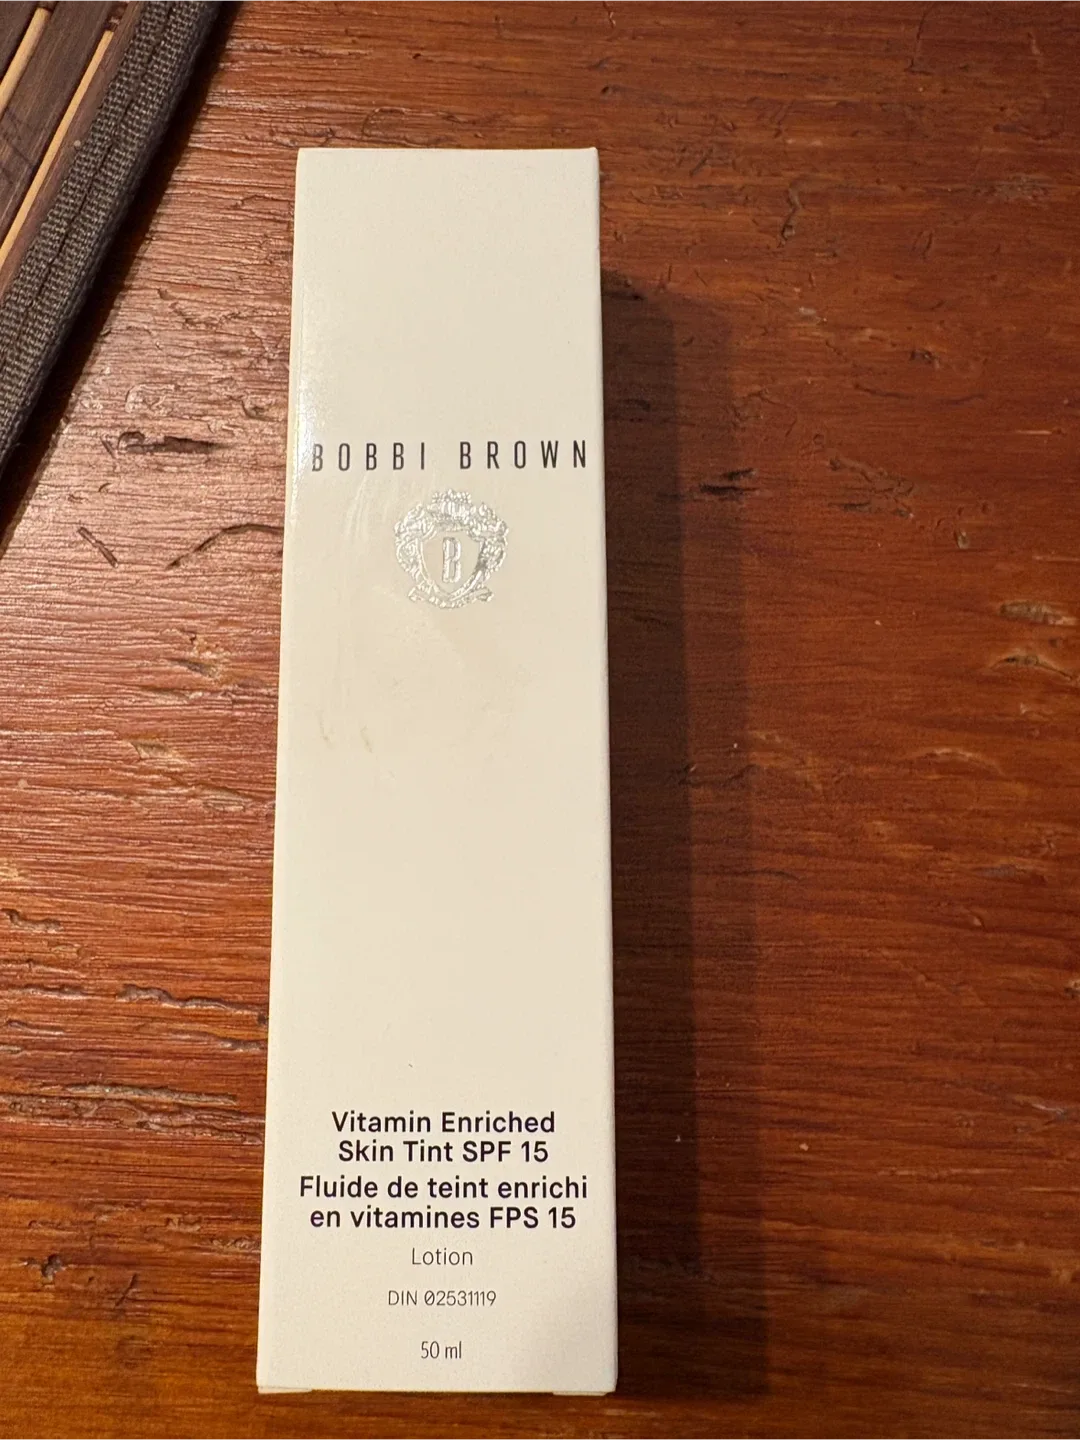 BOBBI BROWN
B
Vitamin Enriched
Skin Tint SPF 15
Fluide de teint enrichi
en vitamines FPS 15
Lotion
DIN 02531119
50 ml